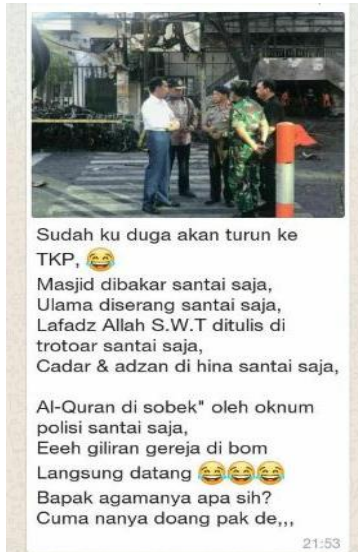 Sudah ku duga akan turun ke
TKP, 😂
Masjid dibakar santai saja,
Ulama diserang santai saja,
Lafadz Allah S.W.T ditulis di
trotoar santai saja,
Cadar & adzan di hina santai saja,
Al-Quran di sobek" oleh oknum
polisi santai saja,
Eeeh giliran gereja di bom
Langsung datang 😂😂😂
Bapak agamanya apa sih?
Cuma nanya doang pak de,,,
21:53